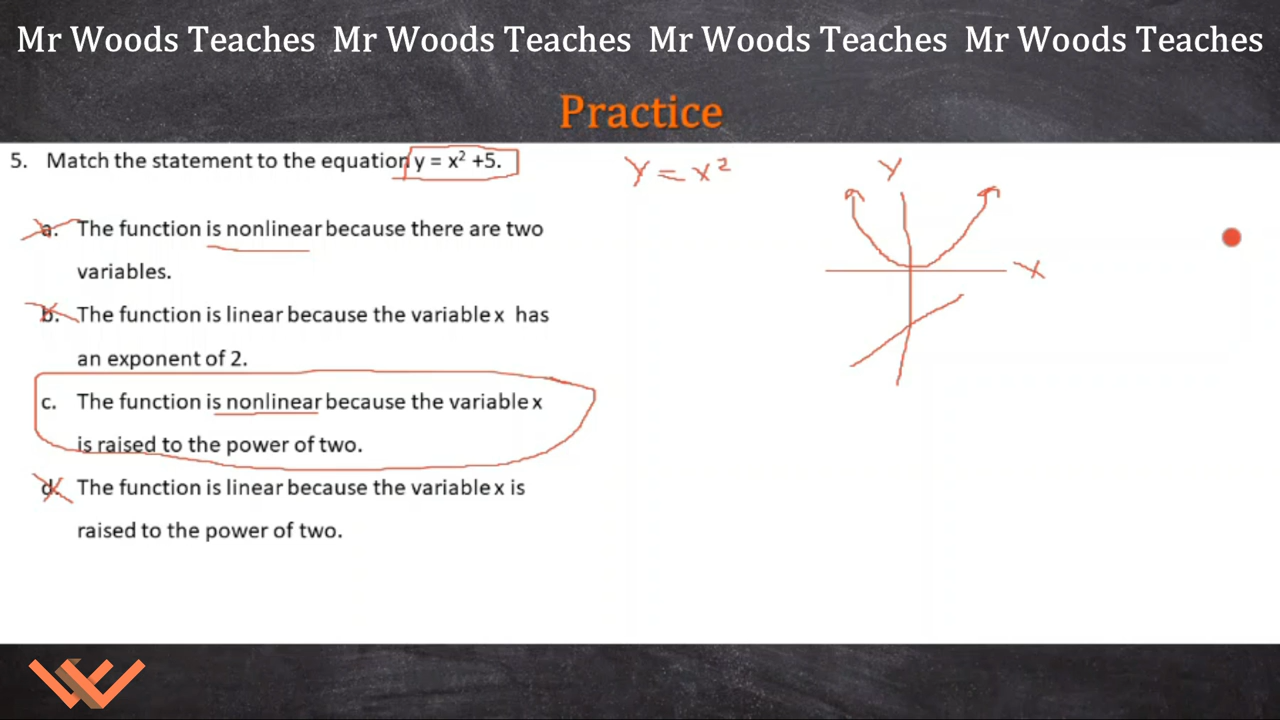 Mr Woods Teaches Mr Woods Teaches Mr Woods Teaches Mr Woods Teaches
Practice
5. Match the statement to the equation y = x² +5.
a. The function is nonlinear because there are two
variables.
b. The function is linear because the variable x has
an exponent of 2.
c. The function is nonlinear because the variable x
is raised to the power of two.
d. The function is linear because the variable x is
raised to the power of two.
Y = x²
Y
X